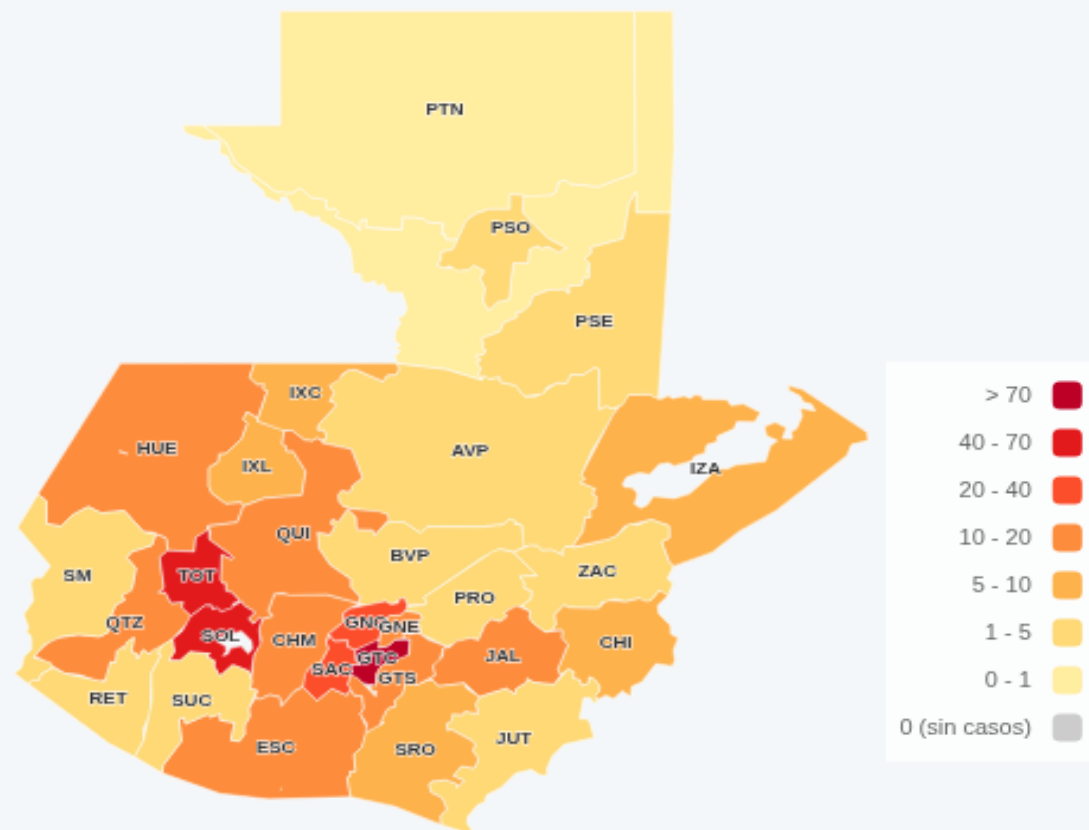 PTN
PSO
PSE
IXC
HUE
AVP
IXL
IZA
QUI
BVP
SM
TOT
ZAC
PRO
QTZ
GNO
GNE
SOL
CHM
CHI
GTC
JAL
SAC
GTS
RET
SUC
JUT
ESC
SRO
> 70
40 - 70
20 - 40
10 - 20
5 - 10
1 - 5
0 - 1
0 (sin casos)